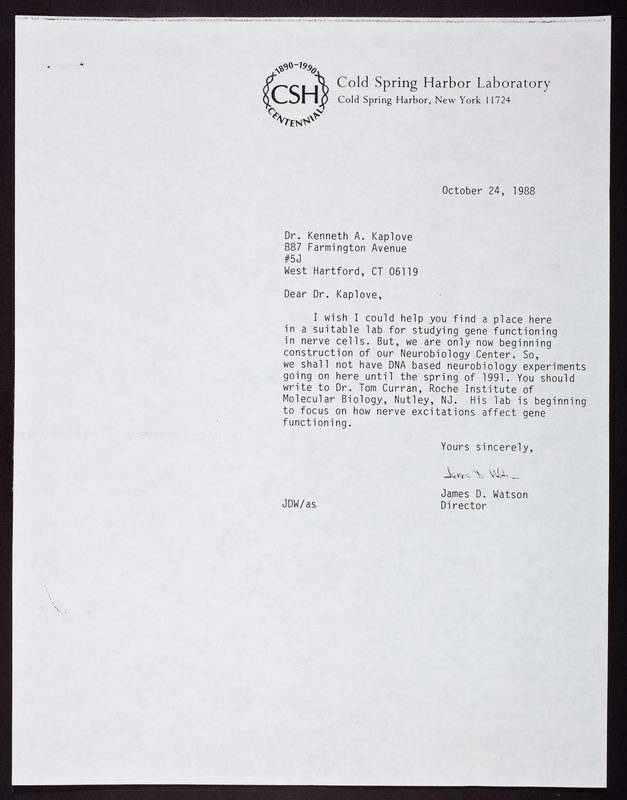 1890-1990
CSH
CENTENNIAL
Cold Spring Harbor Laboratory
Cold Spring Harbor, New York 11724
October 24, 1988
Dr. Kenneth A. Kaplove
887 Farmington Avenue
#5J
West Hartford, CT 06119
Dear Dr. Kaplove,
I wish I could help you find a place here
in a suitable lab for studying gene functioning
in nerve cells. But, we are only now beginning
construction of our Neurobiology Center. So,
we shall not have DNA based neurobiology experiments
going on here until the spring of 1991. You should
write to Dr. Tom Curran, Roche Institute of
Molecular Biology, Nutley, NJ. His lab is beginning
to focus on how nerve excitations affect gene
functioning.
Yours sincerely,
James D. Watson
James D. Watson
Director
JDW/as